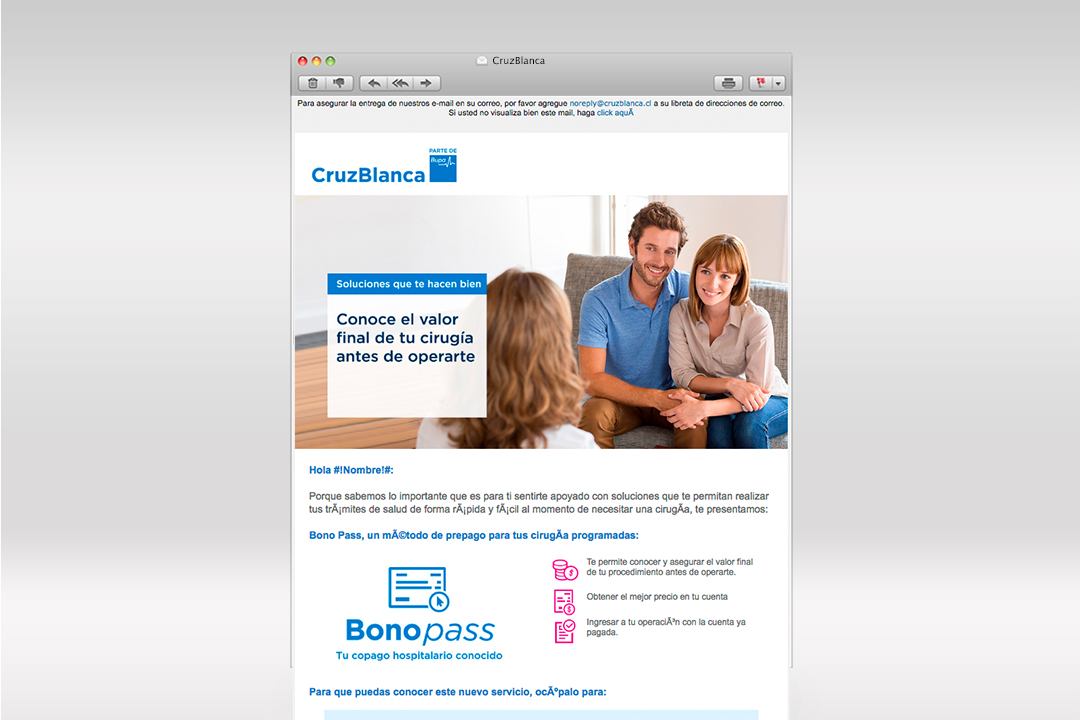 CruzBlanca
Para asegurar la entrega de nuestros e-mail en su correo, por favor agregue noreply@cruzblanca.cl a su libreta de direcciones de correo.
Si usted no visualiza bien este mail, haga click aquÃ
PARTE DE
Bupa
CruzBlanca
Soluciones que te hacen bien
Conoce el valor
final de tu cirugía
antes de operarte
Hola #!Nombre!#:
Porque sabemos lo importante que es para ti sentirte apoyado con soluciones que te permitan realizar
tus trÃ¡mites de salud de forma rÃ¡pida y fÃ¡cil al momento de necesitar una cirugÃa, te presentamos:
Bono Pass, un mÃ©todo de prepago para tus cirugÃa programadas:
Te permite conocer y asegurar el valor final
de tu procedimiento antes de operarte.
Obtener el mejor precio en tu cuenta
Ingresar a tu operaciÃ³n con la cuenta ya
pagada.
Bonopass
Tu copago hospitalario conocido
Para que puedas conocer este nuevo servicio, ocÃºpalo para: